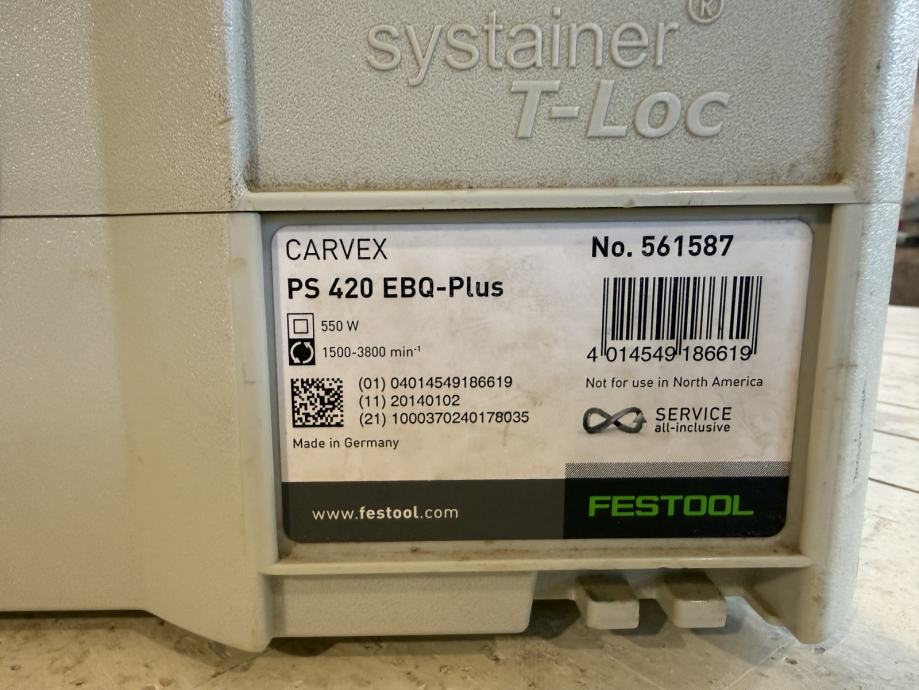 systainer®
T-Loc
CARVEX
No. 561587
PS 420 EBQ-Plus
550 W
1500-3800 min⁻¹
4 014549 186619
(01) 04014549186619
(11) 20140102
(21) 1000370240178035
Not for use in North America
SERVICE
all-inclusive
Made in Germany
www.festool.com
FESTOOL